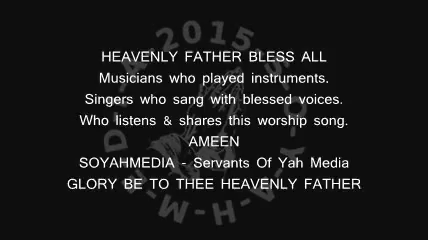 HEAVENLY FATHER BLESS ALL
Musicians who played instruments.
Singers who sang with blessed voices.
Who listens & shares this worship song.
AMEEN
SOYAHMEDIA - Servants Of Yah Media
GLORY BE TO THEE HEAVENLY FATHER
2015·S·O·Y·A·H·M·E·D·I·A·